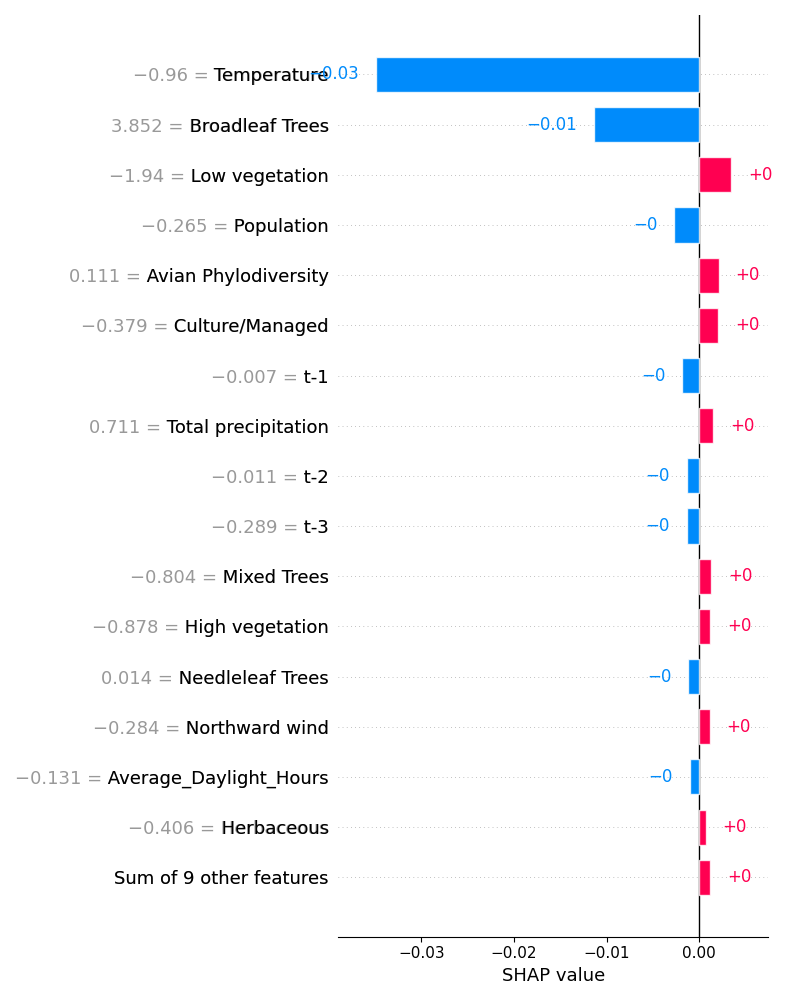 −0.96 = Temperature −0.03
3.852 = Broadleaf Trees −0.01
−1.94 = Low vegetation +0
−0.265 = Population −0
0.111 = Avian Phylodiversity +0
−0.379 = Culture/Managed +0
−0.007 = t-1 −0
0.711 = Total precipitation +0
−0.011 = t-2 −0
−0.289 = t-3 −0
−0.804 = Mixed Trees +0
−0.878 = High vegetation +0
0.014 = Needleleaf Trees −0
−0.284 = Northward wind +0
−0.131 = Average_Daylight_Hours −0
−0.406 = Herbaceous +0
Sum of 9 other features +0
−0.03 −0.02 −0.01 0.00
SHAP value